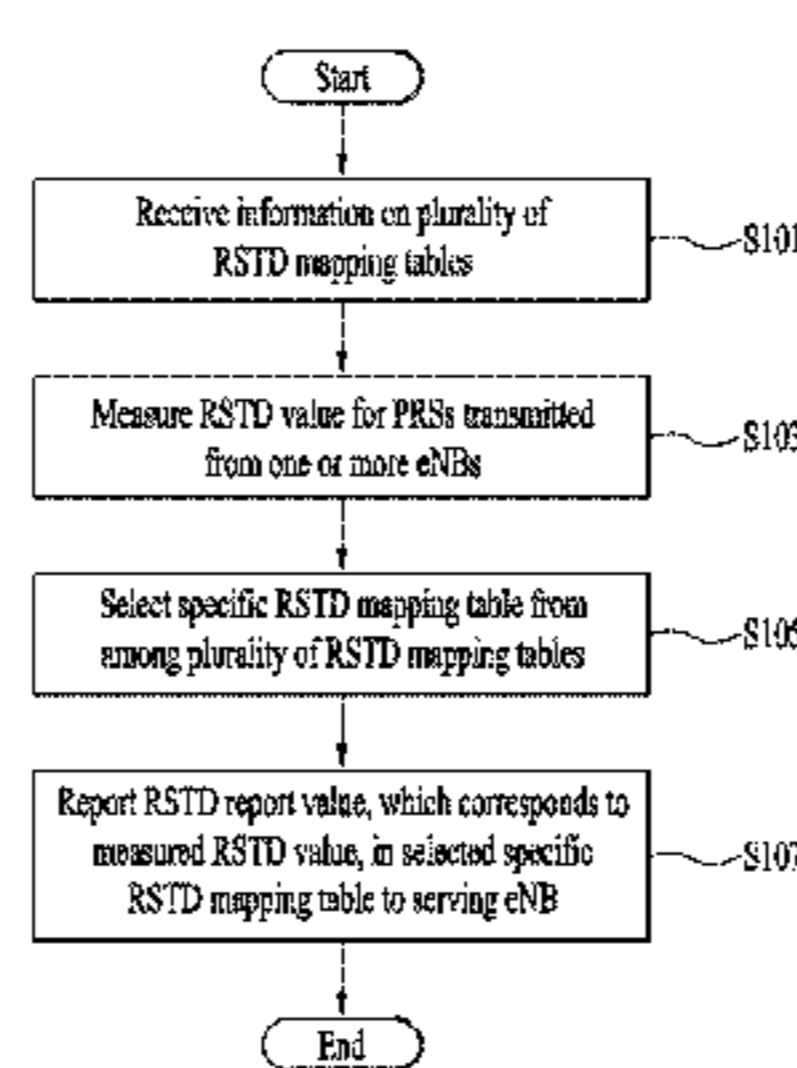 Start
Receive information on plurality of
RSTD mapping tables
S101
Measure RSTD value for PRSs transmitted
from one or more eNBs
S103
Select specific RSTD mapping table from
among plurality of RSTD mapping tables
S105
Report RSTD report value, which corresponds to
measured RSTD value, in selected specific
RSTD mapping table to serving eNB
S107
End